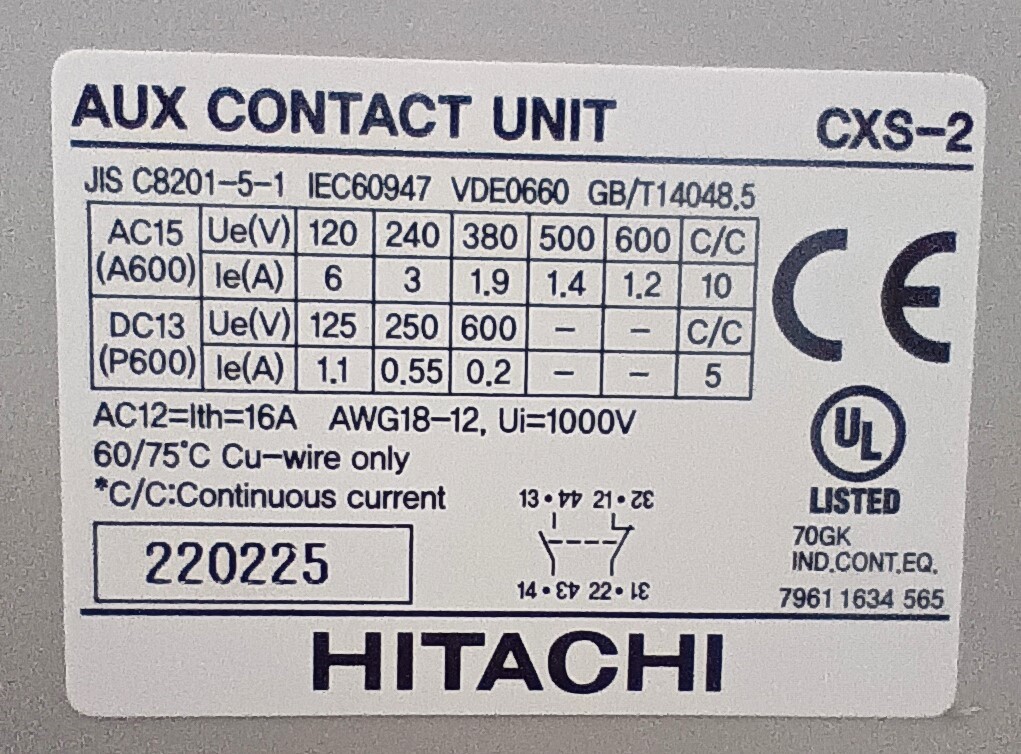 AUX CONTACT UNIT CXS-2
JIS C8201-5-1 IEC60947 VDE0660 GB/T14048.5
AC15 (A600) Ue(V) 120 240 380 500 600 C/C
Ie(A) 6 3 1.9 1.4 1.2 10
DC13 (P600) Ue(V) 125 250 600 – – C/C
Ie(A) 1.1 0.55 0.2 – – 5
CE
AC12=Ith=16A AWG18-12, Ui=1000V
60/75°C Cu-wire only
*C/C:Continuous current
UL
LISTED
70GK
IND.CONT.EQ.
7961 1634 565
13•44 21•32
14•43 22•31
220225
HITACHI